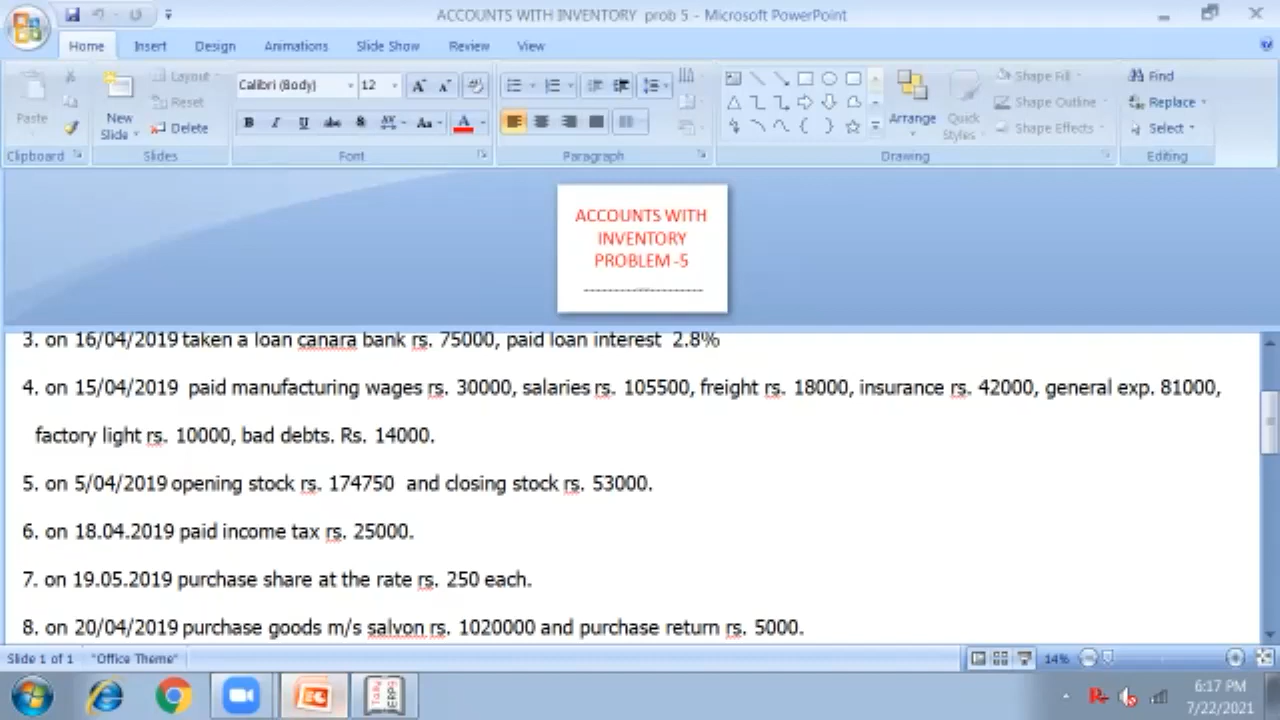 ACCOUNTS WITH INVENTORY prob 5 - Microsoft PowerPoint
Home Insert Design Animations Slide Show Review View
Layout
Calibri (Body) 12
Shape Fill
Find
Reset
Shape Outline
Replace
Paste
New Slide
Delete
B I U abc S AV Aa A
Arrange
Quick Styles
Shape Effects
Select
Clipboard Slides Font Paragraph Drawing Editing
ACCOUNTS WITH
INVENTORY
PROBLEM -5
3. on 16/04/2019 taken a loan canara bank rs. 75000, paid loan interest 2.8%
4. on 15/04/2019 paid manufacturing wages rs. 30000, salaries rs. 105500, freight rs. 18000, insurance rs. 42000, general exp. 81000,
factory light rs. 10000, bad debts. Rs. 14000.
5. on 5/04/2019 opening stock rs. 174750 and closing stock rs. 53000.
6. on 18.04.2019 paid income tax rs. 25000.
7. on 19.05.2019 purchase share at the rate rs. 250 each.
8. on 20/04/2019 purchase goods m/s salvon rs. 1020000 and purchase return rs. 5000.
Slide 1 of 1 "Office Theme" 14%
Tally ERP9
6:17 PM
7/22/2021